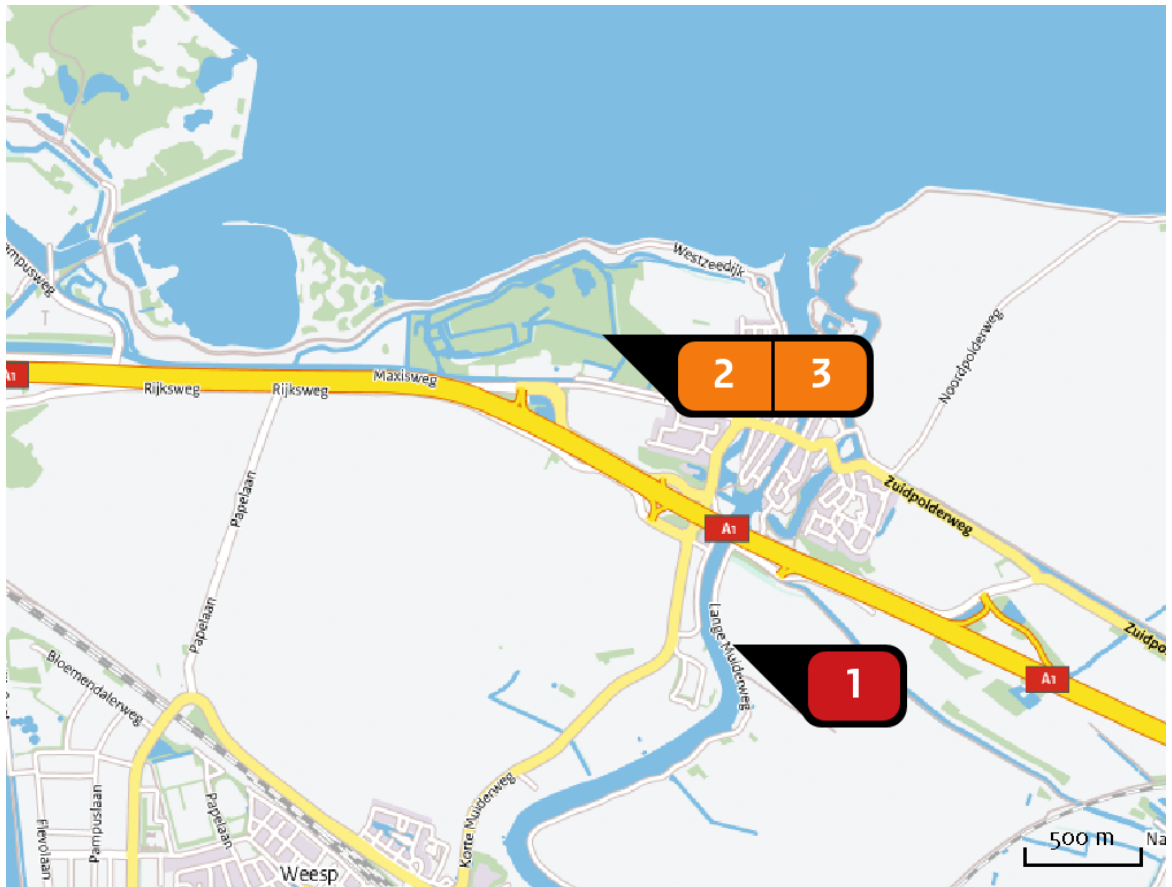 Westzeedijk
Noordpolderweg
2
3
A1
Rijksweg
Rijksweg
Maxisweg
Papelaan
Zuidpolderweg
A1
Lange Muiderweg
Papelaan
Bloemendalerweg
1
A1
Korte Muiderweg
Flevolaan
Pampuslaan
Papelaan
Weesp
500 m
Na